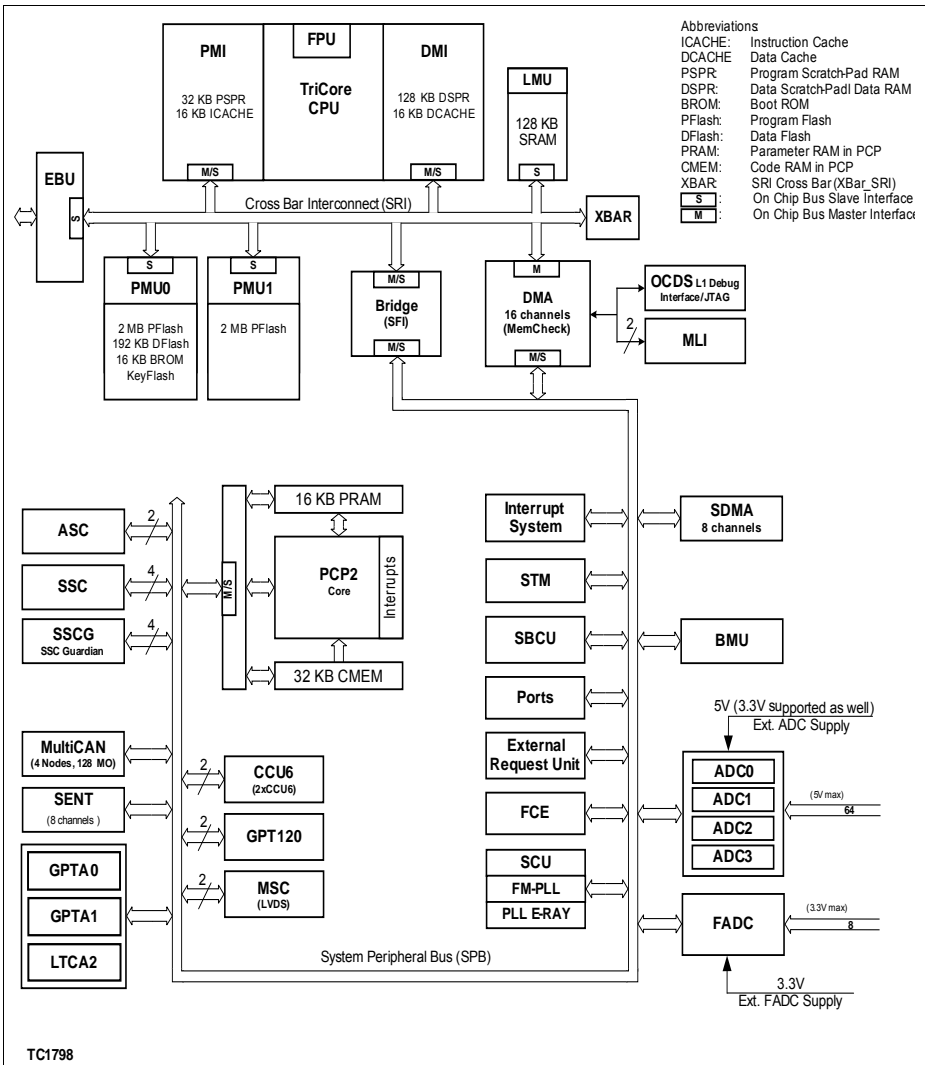 PMI
32 KB PSPR
16 KB ICACHE
M/S
FPU
TriCore
CPU
DMI
128 KB DSPR
16 KB DCACHE
M/S
LMU
128 KB
SRAM
S
Abbreviations
ICACHE: Instruction Cache
DCACHE Data Cache
PSPR: Program Scratch-Pad RAM
DSPR: Data Scratch-Padl Data RAM
BROM: Boot ROM
PFlash: Program Flash
DFlash: Data Flash
PRAM: Parameter RAM in PCP
CMEM: Code RAM in PCP
XBAR: SRI Cross Bar (XBar_SRI)
S : On Chip Bus Slave Interface
M : On Chip Bus Master Interface
EBU
S
Cross Bar Interconnect (SRI)
XBAR
S
PMU0
2 MB PFlash
192 KB DFlash
16 KB BROM
KeyFlash
S
PMU1
2 MB PFlash
M/S
Bridge
(SFI)
M/S
M
DMA
16 channels
(MemCheck)
M/S
OCDS L1 Debug
Interface/JTAG
2
MLI
ASC
2
SSC
4
SSCG
SSC Guardian
4
M/S
16 KB PRAM
PCP2
Core
Interrupts
32 KB CMEM
Interrupt
System
SDMA
8 channels
STM
SBCU
BMU
Ports
External
Request Unit
FCE
SCU
FM-PLL
PLL E-RAY
5V (3.3V supported as well)
Ext. ADC Supply
ADC0
ADC1
ADC2
ADC3
(5V max)
64
FADC
(3.3V max)
8
3.3V
Ext. FADC Supply
MultiCAN
(4 Nodes, 128 MO)
SENT
(8 channels )
GPTA0
GPTA1
LTCA2
2
CCU6
(2xCCU6)
2
GPT120
2
MSC
(LVDS)
System Peripheral Bus (SPB)
TC1798